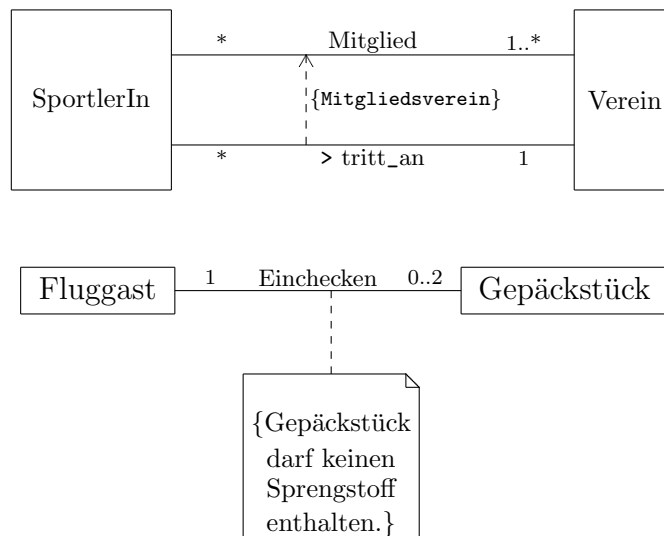 * Mitglied 1..*
SportlerIn {Mitgliedsverein} Verein
* > tritt_an 1
Fluggast 1 Einchecken 0..2 Gepäckstück
{Gepäckstück
darf keinen
Sprengstoff
enthalten.}